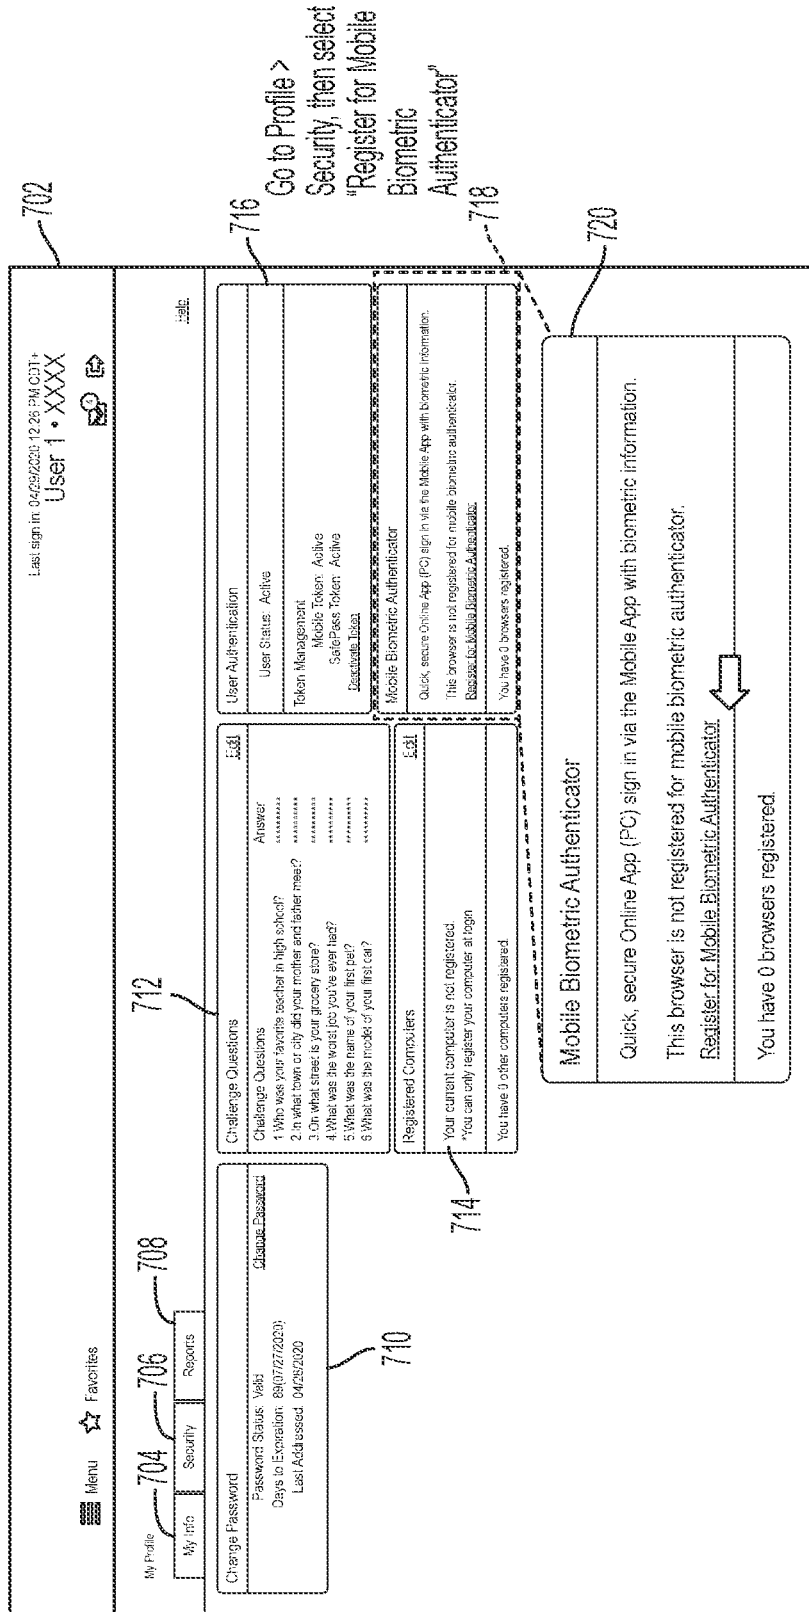 Last sign in: 04/29/2020 12:26 PM CDT+
User 1 • XXXX
702
Menu
Favorites
Help
My Profile
704
706
708
My Info
Security
Reports
Change Password
Password Status: Valid
Change Password
Days to Expiration: 89(07/27/2020)
Last Addressed: 04/28/2020
710
712
Challenge Questions
Edit
Challenge Questions
Answer
1.Who was your favorite teacher in high school?
**********
2.In what town or city did your mother and father meet?
**********
3.On what street is your grocery store?
**********
4.What was the worst job you've ever had?
**********
5.What was the name of your first pet?
**********
6.What was the model of your first car?
**********
Registered Computers
Edit
Your current computer is not registered.
*You can only register your computer at login
You have 0 other computers registered.
714
716
User Authentication
User Status: Active
Token Management
Mobile Token: Active
SafePass Token: Active
Deactivate Token
Mobile Biometric Authenticator
Quick, secure Online App (PC) sign in via the Mobile App with biometric information.
This browser is not registered for mobile biometric authenticator.
Register for Mobile Biometric Authenticator
You have 0 browsers registered.
Go to Profile >
Security, then select
"Register for Mobile
Biometric
Authenticator"
718
720
Mobile Biometric Authenticator
Quick, secure Online App (PC) sign in via the Mobile App with biometric information.
This browser is not registered for mobile biometric authenticator.
Register for Mobile Biometric Authenticator
You have 0 browsers registered.